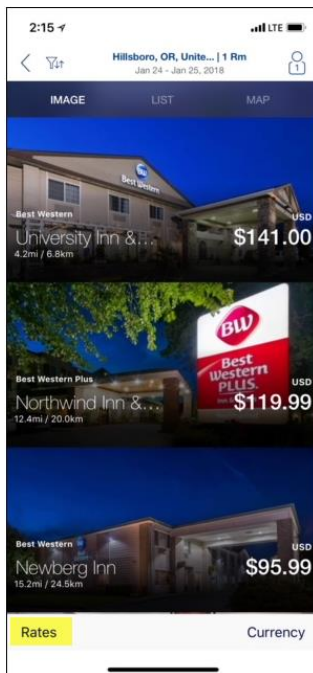 2:15
LTE
Hillsboro, OR, Unite... | 1 Rm
Jan 24 - Jan 25, 2018
1
IMAGE
LIST
MAP
Best Western
Best Western
USD
University Inn &...
$141.00
4.2mi / 6.8km
BW
Best
Western
PLUS.
Best Western Plus
USD
Northwind Inn &...
$119.99
12.4mi / 20.0km
Best Western
USD
Newberg Inn
$95.99
15.2mi / 24.5km
Rates
Currency